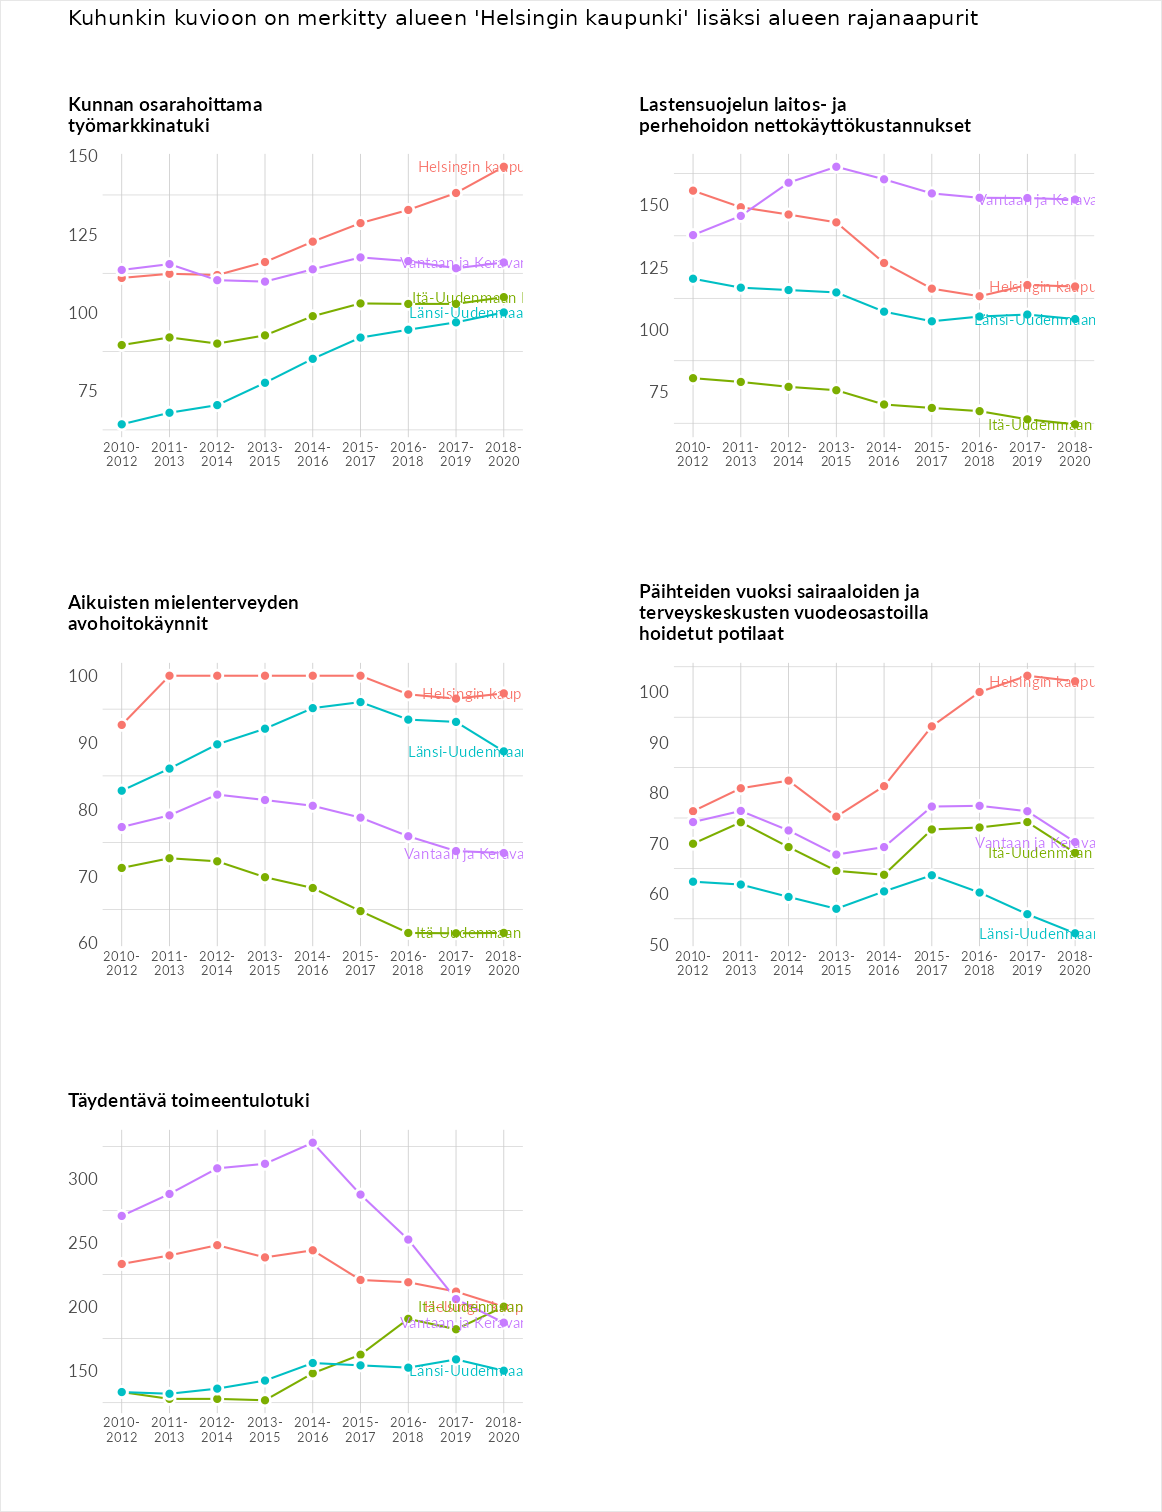 Kuhunkin kuvioon on merkitty alueen 'Helsingin kaupunki' lisäksi alueen rajanaapurit
Kunnan osarahoittama
työmarkkinatuki
150
125
100
75
Helsingin kaupu
Vantaan ja Keravan
Itä-Uudenmaan
Länsi-Uudenmaa
2010- 2011- 2012- 2013- 2014- 2015- 2016- 2017- 2018-
2012 2013 2014 2015 2016 2017 2018 2019 2020
Lastensuojelun laitos- ja
perhehoidon nettokäyttökustannukset
150
125
100
75
Vantaan ja Kerava
Helsingin kaupu
Länsi-Uudenmaan
Itä-Uudenmaan
2010- 2011- 2012- 2013- 2014- 2015- 2016- 2017- 2018-
2012 2013 2014 2015 2016 2017 2018 2019 2020
Aikuisten mielenterveyden
avohoitokäynnit
100
90
80
70
60
Helsingin kaup
Länsi-Uudenmaan
Vantaan ja Kerava
Itä-Uudenmaan
2010- 2011- 2012- 2013- 2014- 2015- 2016- 2017- 2018-
2012 2013 2014 2015 2016 2017 2018 2019 2020
Päihteiden vuoksi sairaaloiden ja
terveyskeskusten vuodeosastoilla
hoidetut potilaat
100
90
80
70
60
50
Helsingin kaupu
Vantaan ja Kerava
Itä-Uudenmaan
Länsi-Uudenmaan
2010- 2011- 2012- 2013- 2014- 2015- 2016- 2017- 2018-
2012 2013 2014 2015 2016 2017 2018 2019 2020
Täydentävä toimeentulotuki
300
250
200
150
Vantaan ja Keravan
Länsi-Uudenmaa
2010- 2011- 2012- 2013- 2014- 2015- 2016- 2017- 2018-
2012 2013 2014 2015 2016 2017 2018 2019 2020